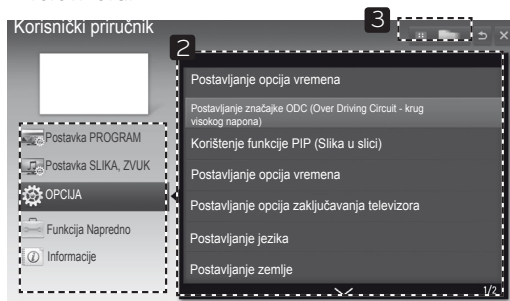 Korisnički priručnik
3
2
Postavka PROGRAM
Postavka SLIKA, ZVUK
OPCIJA
Funkcija Napredno
Informacije
Postavljanje opcija vremena
Postavljanje značajke ODC (Over Driving Circuit - krug
visokog napona)
Korištenje funkcije PIP (Slika u slici)
Postavljanje opcija vremena
Postavljanje opcija zaključavanja televizora
Postavljanje jezika
Postavljanje zemlje
1/2